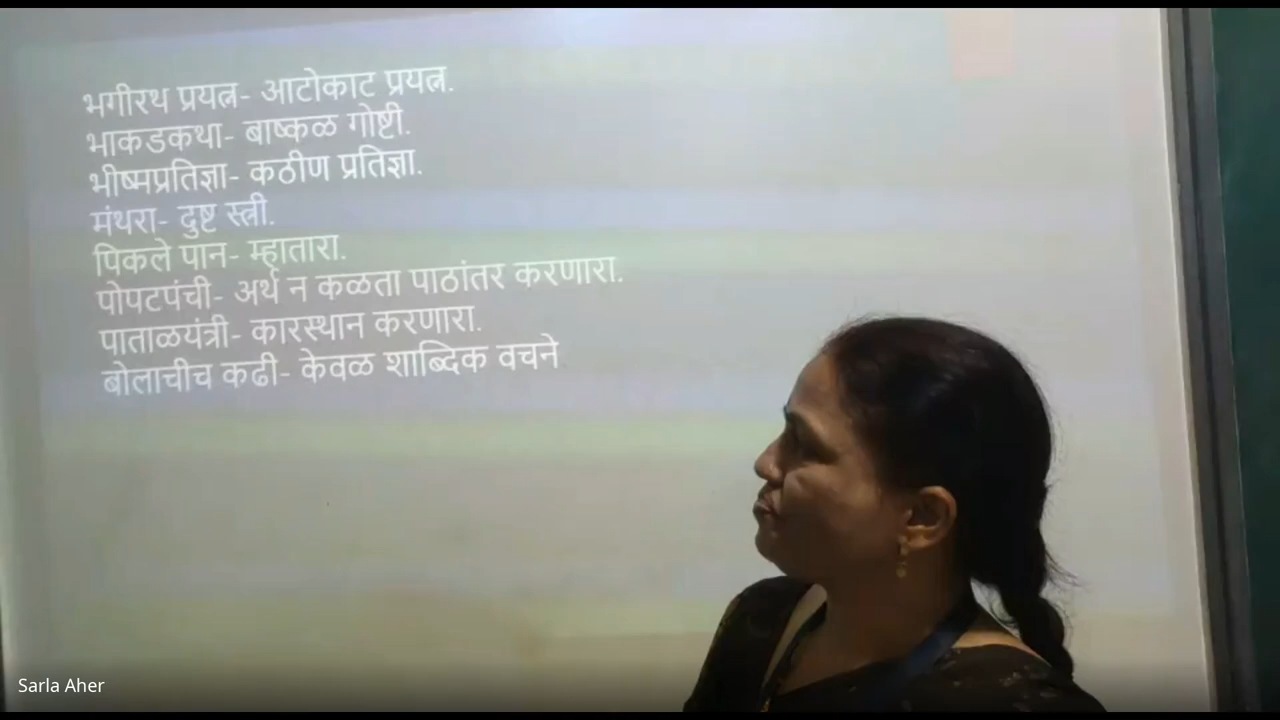 भगीरथ प्रयत्न- आटोकाट प्रयत्न.
भाकडकथा- बाष्कळ गोष्टी.
भीष्मप्रतिज्ञा- कठीण प्रतिज्ञा.
मंथरा- दुष्ट स्त्री.
पिकले पान- म्हातारा.
पोपटपंची- अर्थ न कळता पाठांतर करणारा.
पाताळयंत्री- कारस्थान करणारा.
बोलाचीच कढी- केवळ शाब्दिक वचने
Sarla Aher